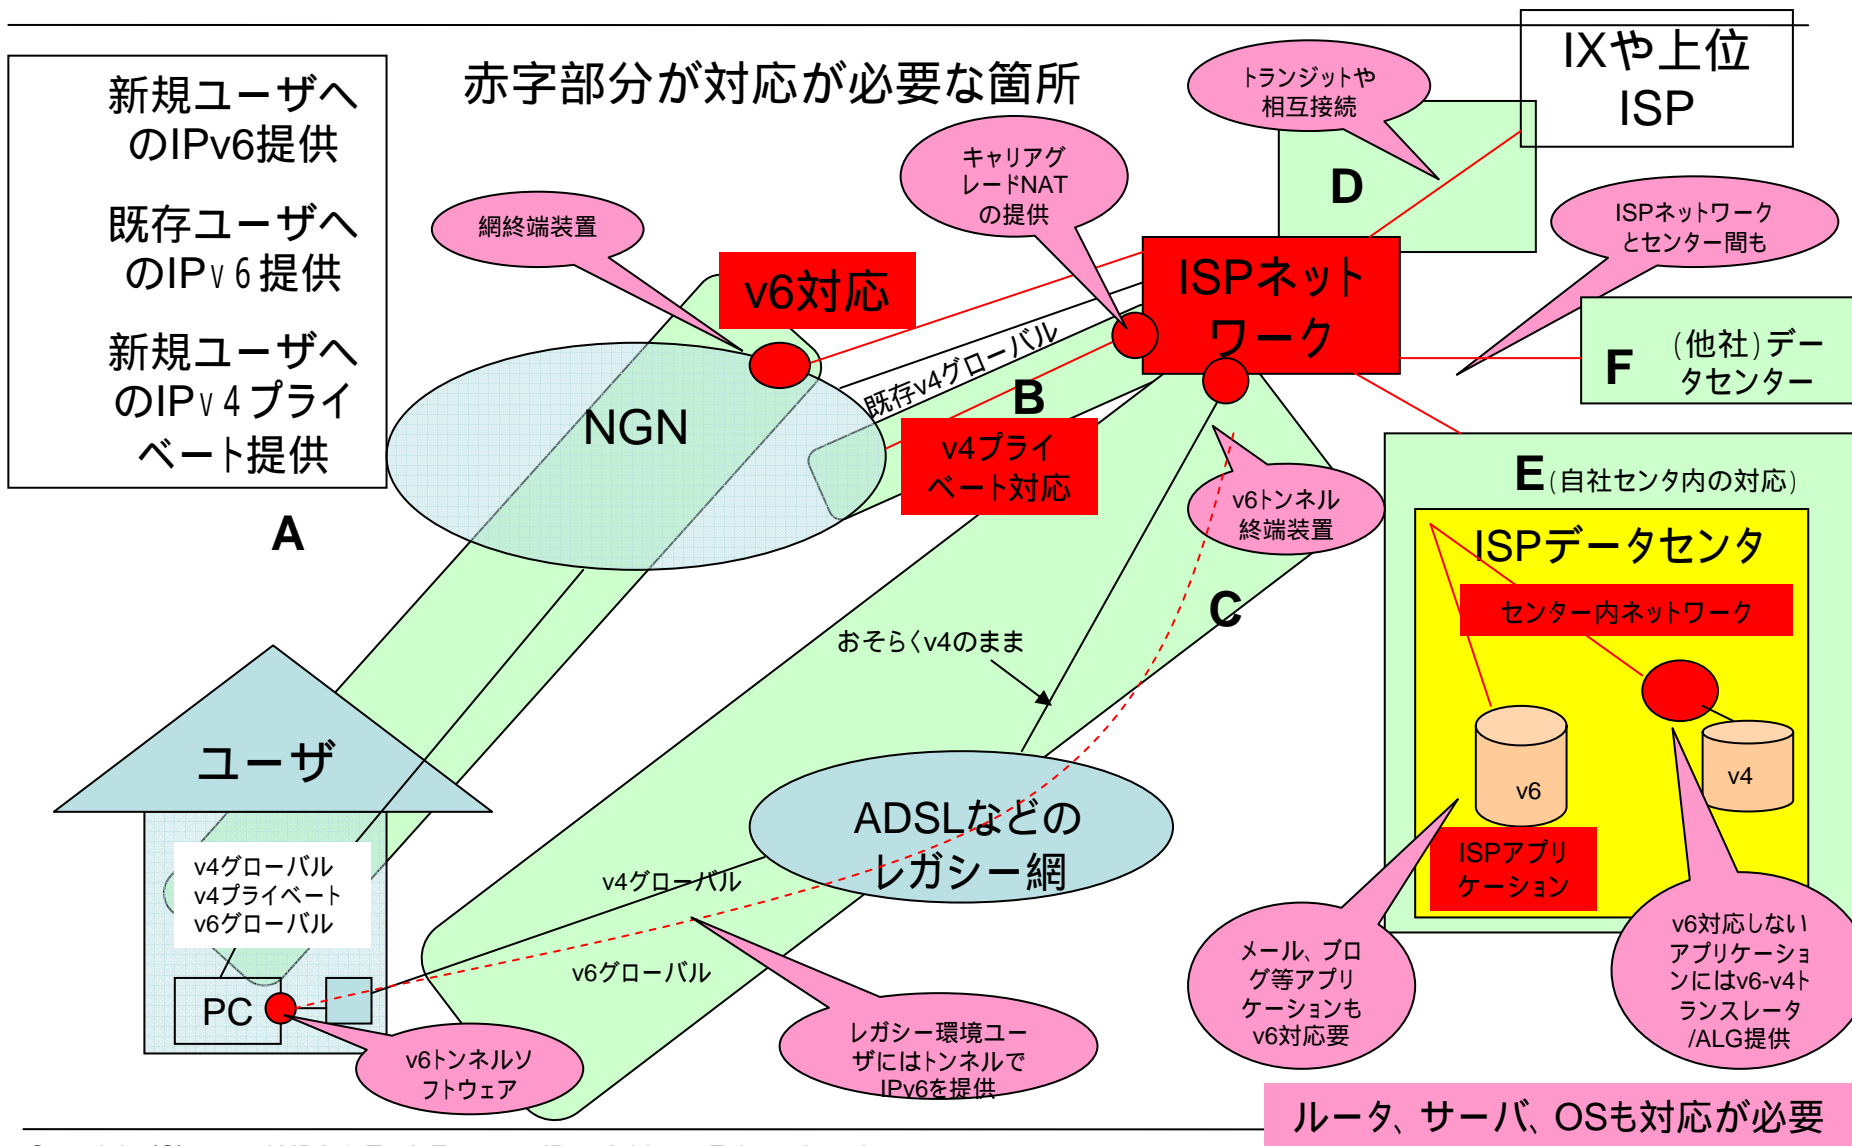 赤字部分が対応が必要な箇所
新規ユーザへ
のIPv6提供
既存ユーザへ
のIPv6提供
新規ユーザへ
のIPv4プライ
ベート提供
IXや上位
ISP
トランジットや
相互接続
キャリアグ
レードNAT
の提供
網終端装置
v6対応
ISPネット
ワーク
D
ISPネットワーク
とセンター間も
F
(他社)デー
タセンター
既存v4グローバル
B
NGN
v4プライ
ベート対応
A
v6トンネル
終端装置
C
おそらくv4のまま
E(自社センタ内の対応)
ISPデータセンタ
センター内ネットワーク
v6
v4
ISPアプリ
ケーション
ユーザ
v4グローバル
v4プライベート
v6グローバル
PC
ADSLなどの
レガシー網
v4グローバル
v6グローバル
v6トンネルソ
フトウェア
レガシー環境ユー
ザにはトンネルで
IPv6を提供
メール、ブロ
グ等アプリ
ケーションも
v6対応要
v6対応しない
アプリケーショ
ンにはv6-v4ト
ランスレータ
/ALG提供
ルータ、サーバ、OSも対応が必要